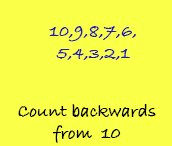 10,9,8,7,6,
5,4,3,2,1
Count backwards
from 10